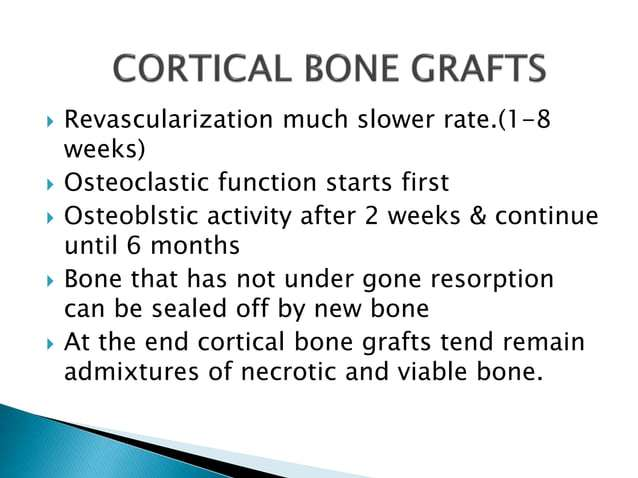 CORTICAL BONE GRAFTS
Revascularization much slower rate.(1-8
weeks)
Osteoclastic function starts first
Osteoblstic activity after 2 weeks & continue
until 6 months
Bone that has not under gone resorption
can be sealed off by new bone
At the end cortical bone grafts tend remain
admixtures of necrotic and viable bone.